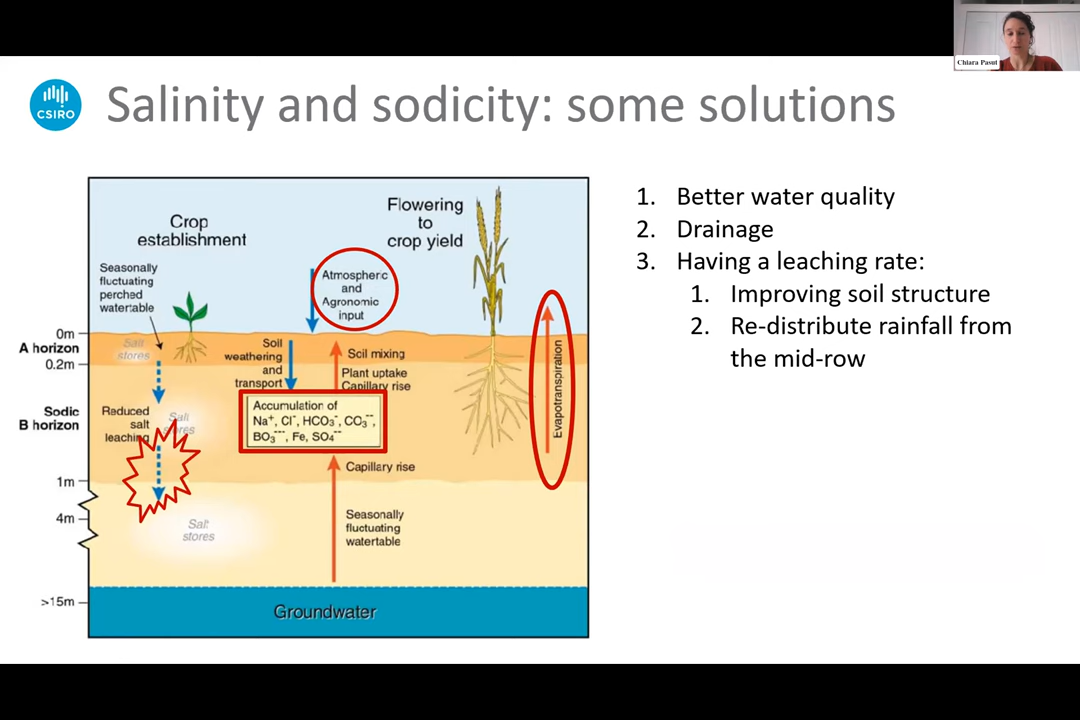 Chiara Pasut
CSIRO
Salinity and sodicity: some solutions
Crop
establishment
Flowering
to
crop yield
Seasonally
fluctuating
perched
watertable
Atmospheric
and
Agronomic
input
0m
A horizon
0.2m
Salt
stores
Soil
weathering
and
transport
Soil mixing
Plant uptake
Capillary rise
Evapotranspiration
Sodic
B horizon
Reduced
salt
leaching
Salt
stores
Accumulation of
Na⁺, Cl⁻, HCO₃⁻, CO₃⁻⁻,
BO₃⁻⁻⁻, Fe, SO₄⁻⁻
Capillary rise
1m
4m
Salt
stores
Seasonally
fluctuating
watertable
>15m
Groundwater
1. Better water quality
2. Drainage
3. Having a leaching rate:
1. Improving soil structure
2. Re-distribute rainfall from
the mid-row